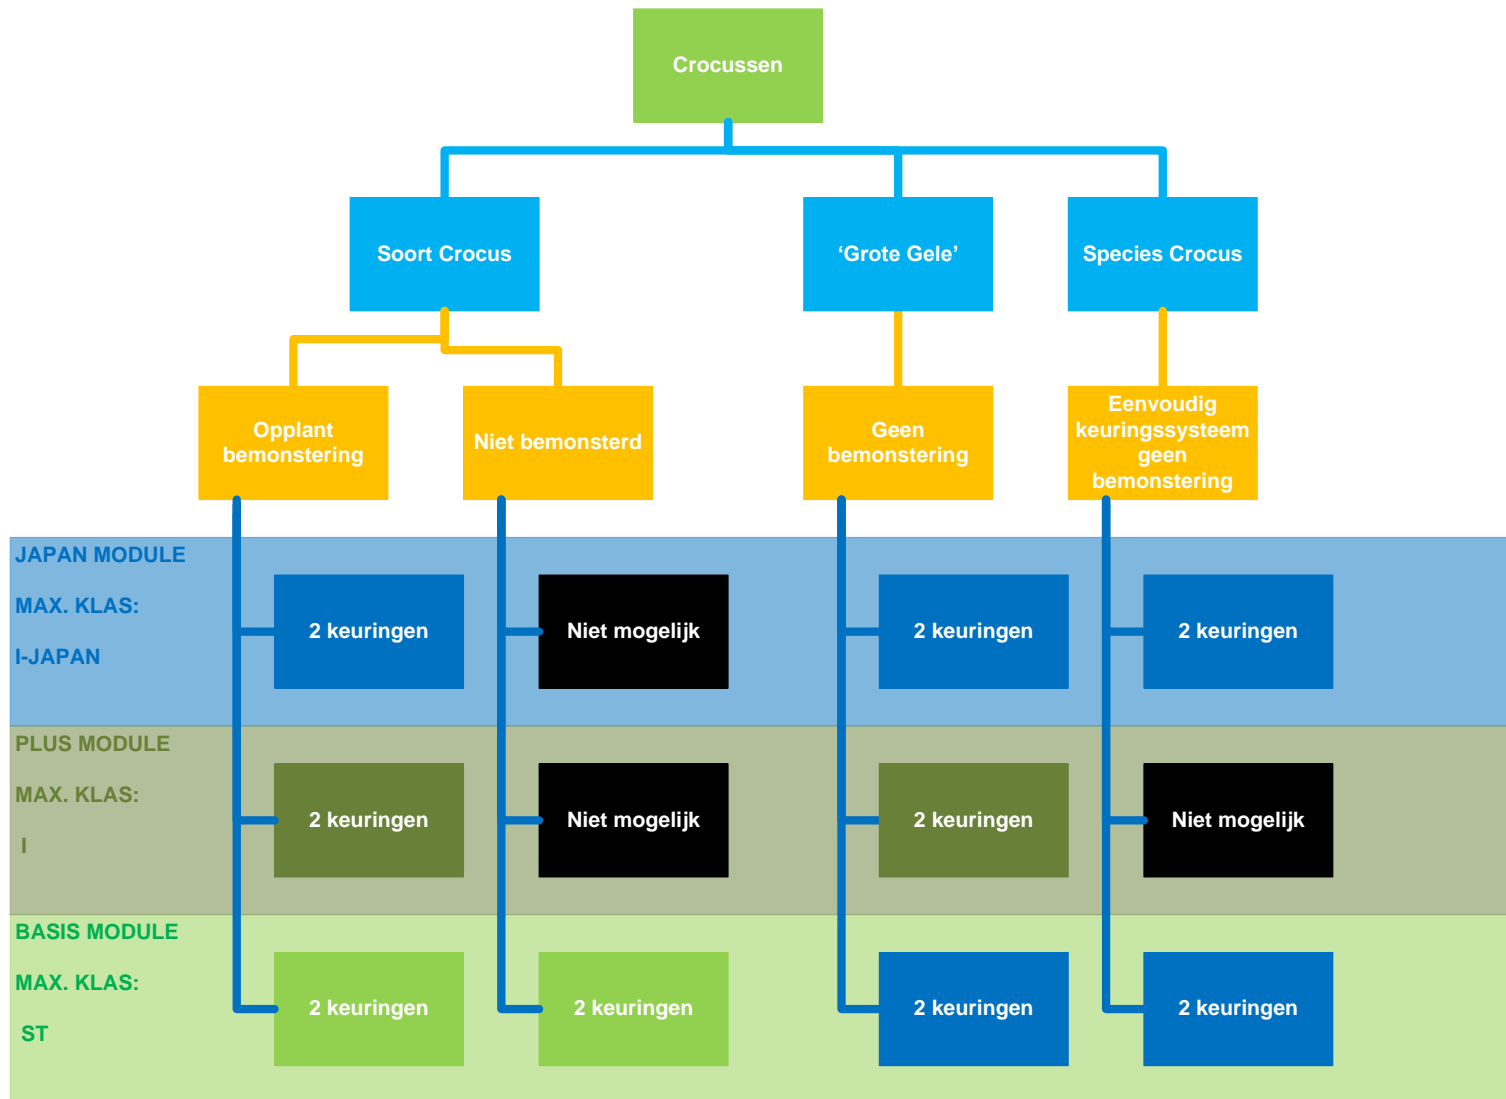 Crocussen
Soort Crocus
‘Grote Gele’
Species Crocus
Opplant
bemonstering
Niet bemonsterd
Geen
bemonstering
Eenvoudig
keuringssysteem
geen
bemonstering
JAPAN MODULE
MAX. KLAS:
I-JAPAN
2 keuringen
Niet mogelijk
2 keuringen
2 keuringen
PLUS MODULE
MAX. KLAS:
I
2 keuringen
Niet mogelijk
2 keuringen
Niet mogelijk
BASIS MODULE
MAX. KLAS:
ST
2 keuringen
2 keuringen
2 keuringen
2 keuringen